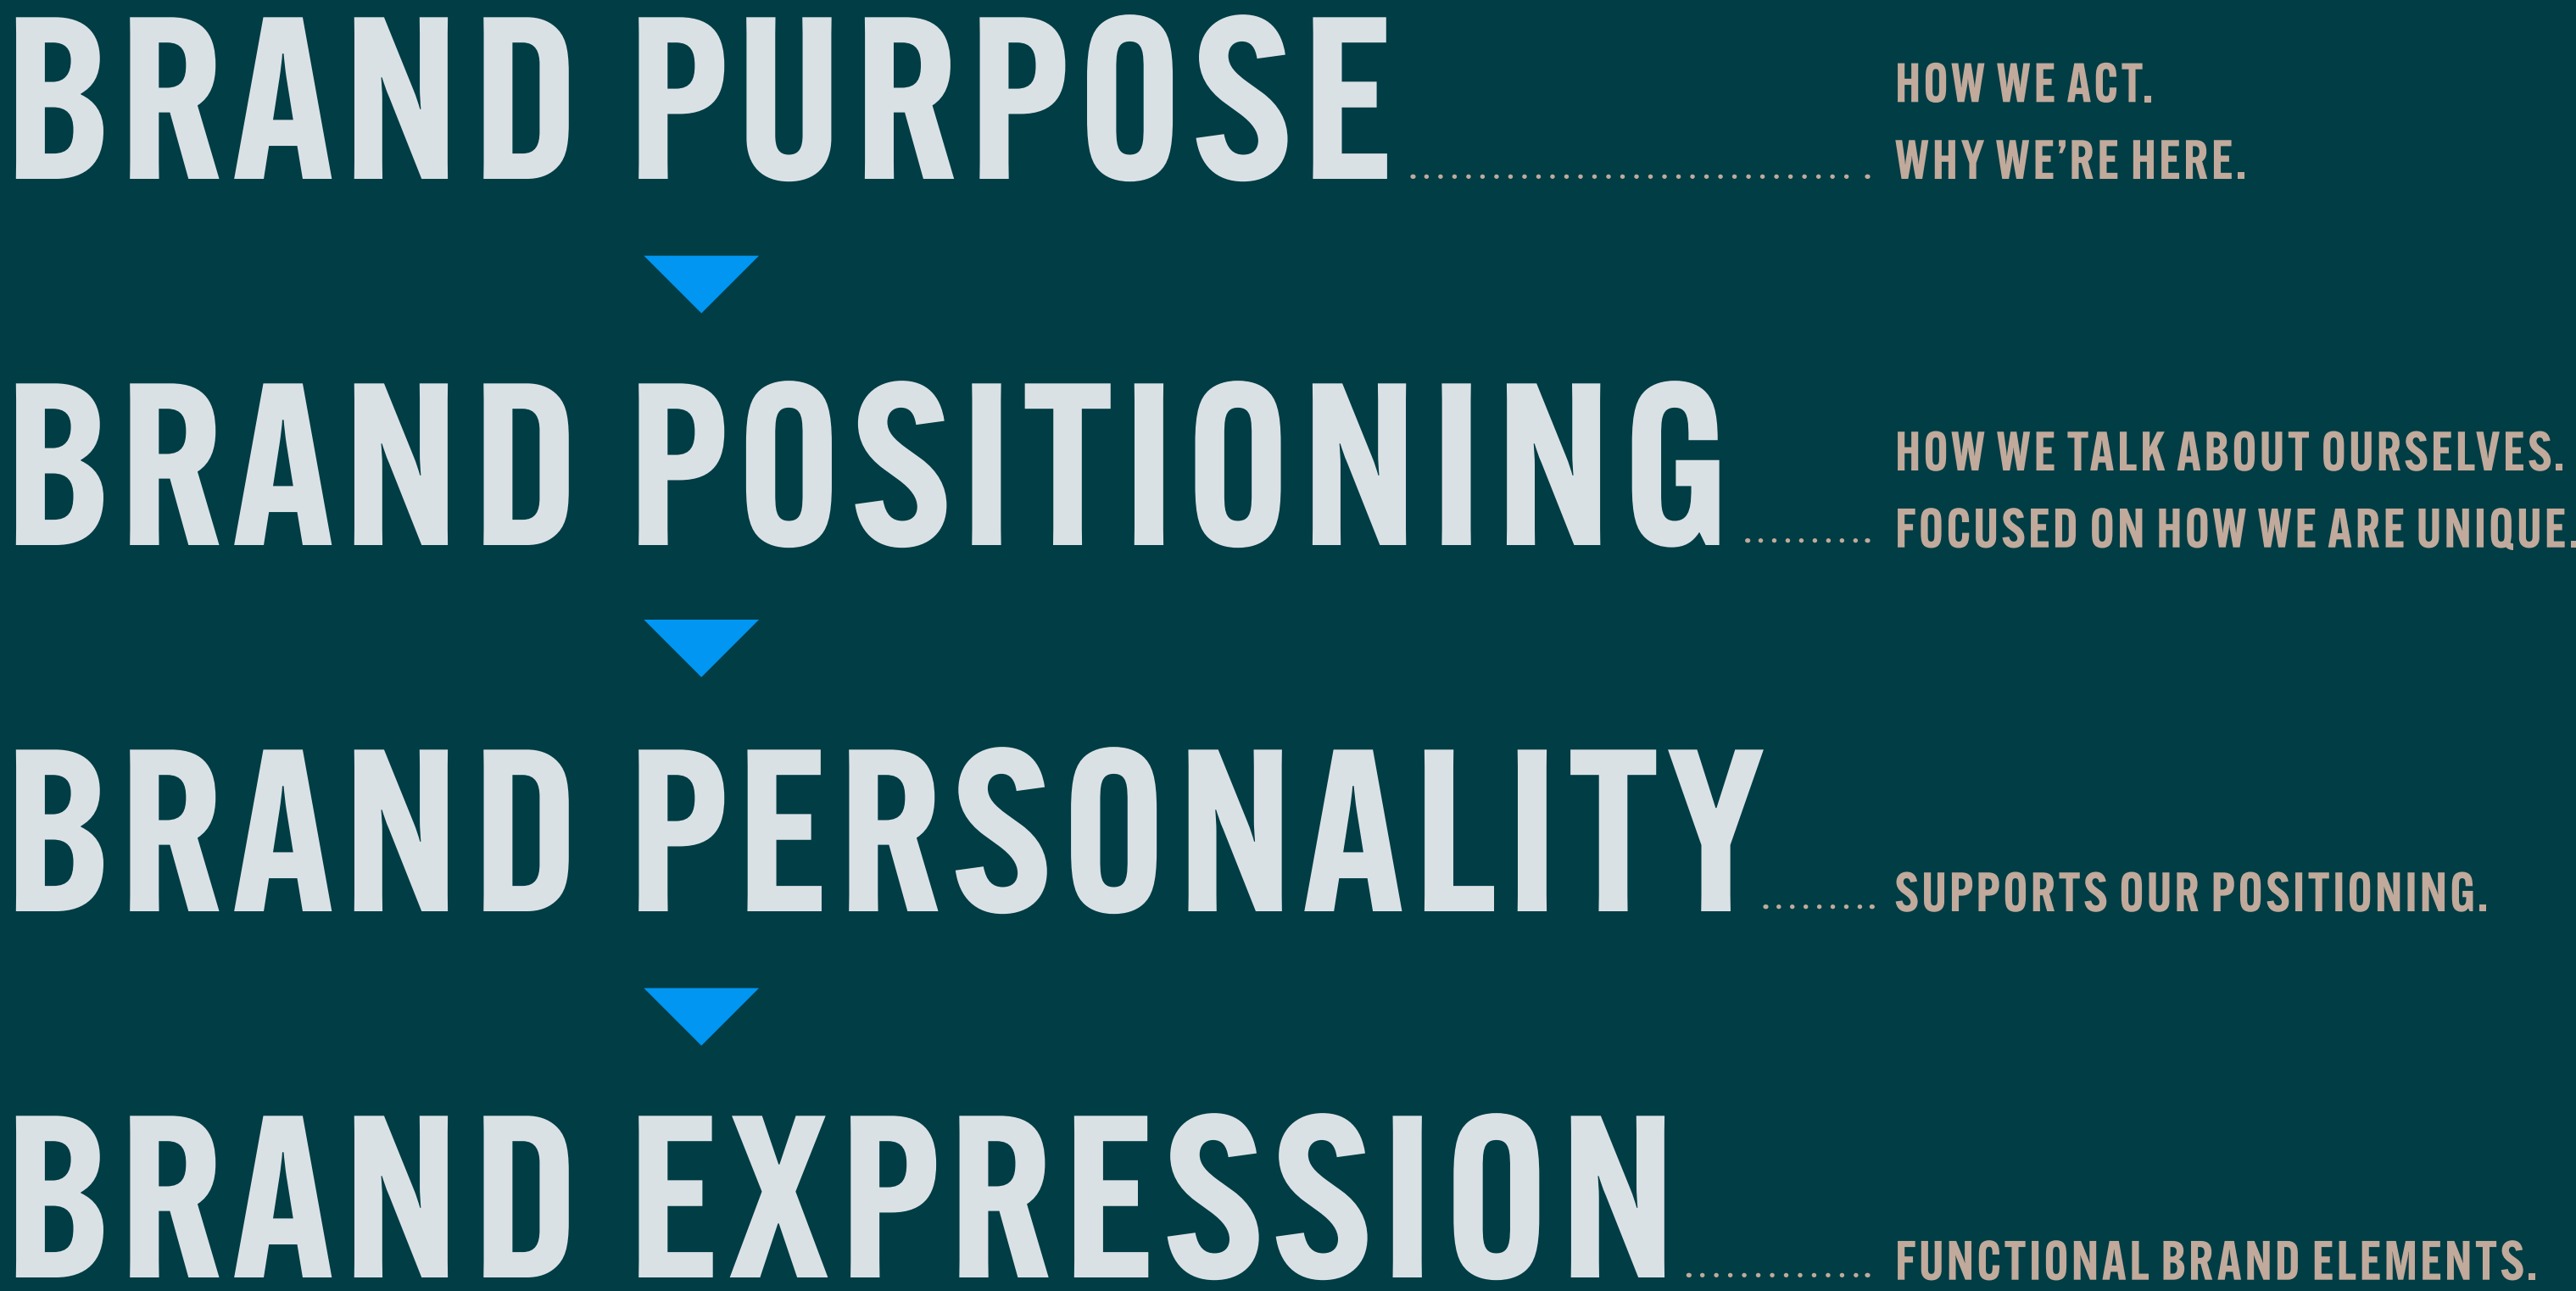 BRAND PURPOSE
HOW WE ACT.
WHY WE’RE HERE.
BRAND POSITIONING
HOW WE TALK ABOUT OURSELVES.
FOCUSED ON HOW WE ARE UNIQUE.
BRAND PERSONALITY
SUPPORTS OUR POSITIONING.
BRAND EXPRESSION
FUNCTIONAL BRAND ELEMENTS.